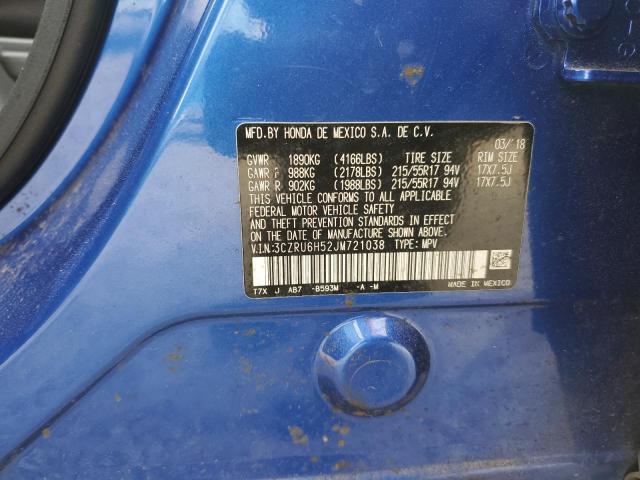 MFD.BY HONDA DE MEXICO S.A. DE C.V.
03/'18
GVWR 1890KG (4166LBS) TIRE SIZE RIM SIZE
GAWR F 988KG (2178LBS) 215/55R17 94V 17X7.5J
GAWR R 902KG (1988LBS) 215/55R17 94V 17X7.5J
THIS VEHICLE CONFORMS TO ALL APPLICABLE
FEDERAL MOTOR VEHICLE SAFETY
AND THEFT PREVENTION STANDARDS IN EFFECT
ON THE DATE OF MANUFACTURE SHOWN ABOVE.
V.I.N:3CZRU6H52JM721038 TYPE: MPV
T7X J AB7 -B593M -A -M MADE IN MEXICO